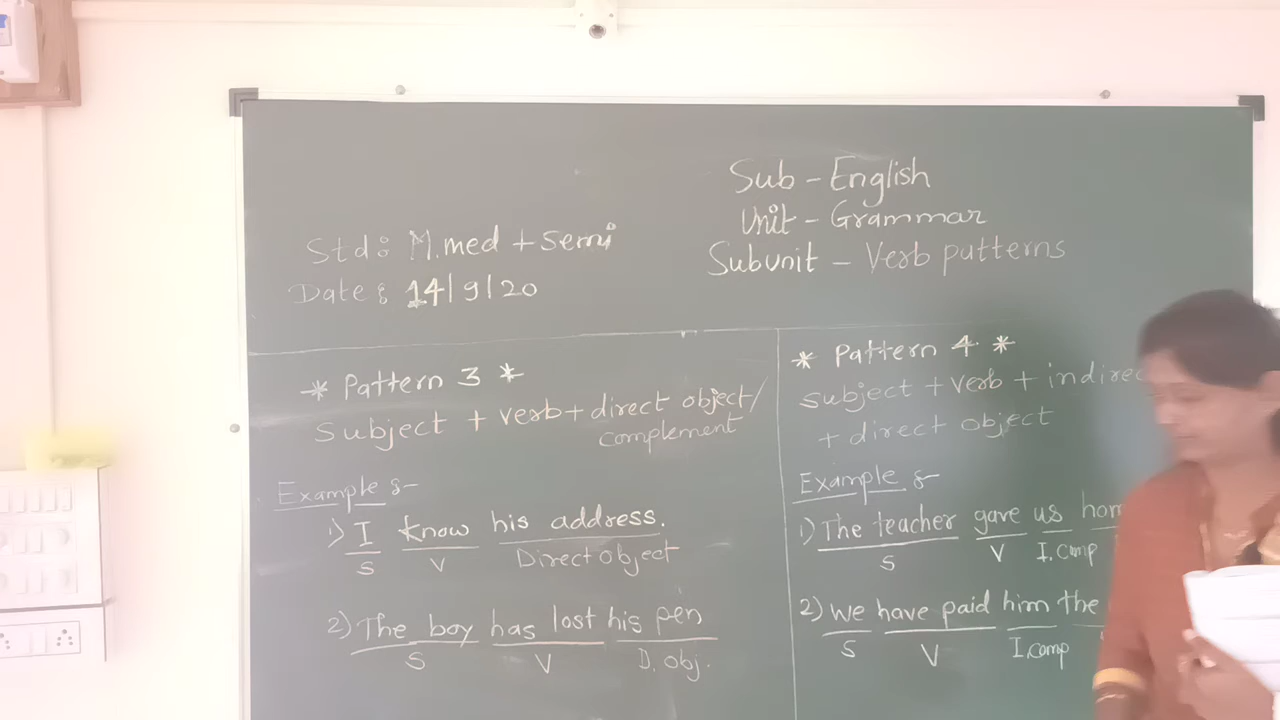 Sub - English
Unit - Grammar
Subunit - Verb patterns
Std: M.med + Semi
Date: 14/9/20
* Pattern 3 *
subject + verb + direct object/
complement
Example :-
1) I know his address.
S V Direct object
2) The boy has lost his pen
S V D. obj.
* Pattern 4 *
subject + verb +
+ direct object
Example :-
1) The teacher gave us
S V I. comp
2) We have paid him the
S V I. comp